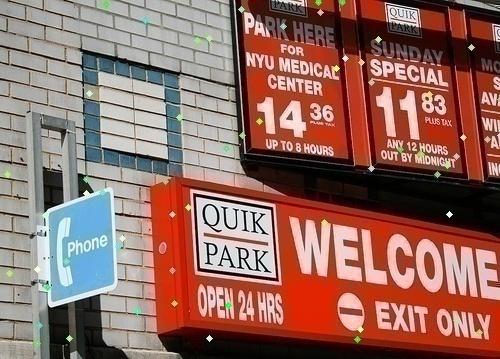 QUIK
PARK
PARK HERE
FOR
NYU MEDICAL
CENTER
14 36
PLUS TAX
UP TO 8 HOURS
QUIK
PARK
SUNDAY
SPECIAL
11 83
PLUS TAX
ANY 12 HOURS
OUT BY MIDNIGHT
Phone
QUIK
PARK
OPEN 24 HRS
WELCOME
EXIT ONLY